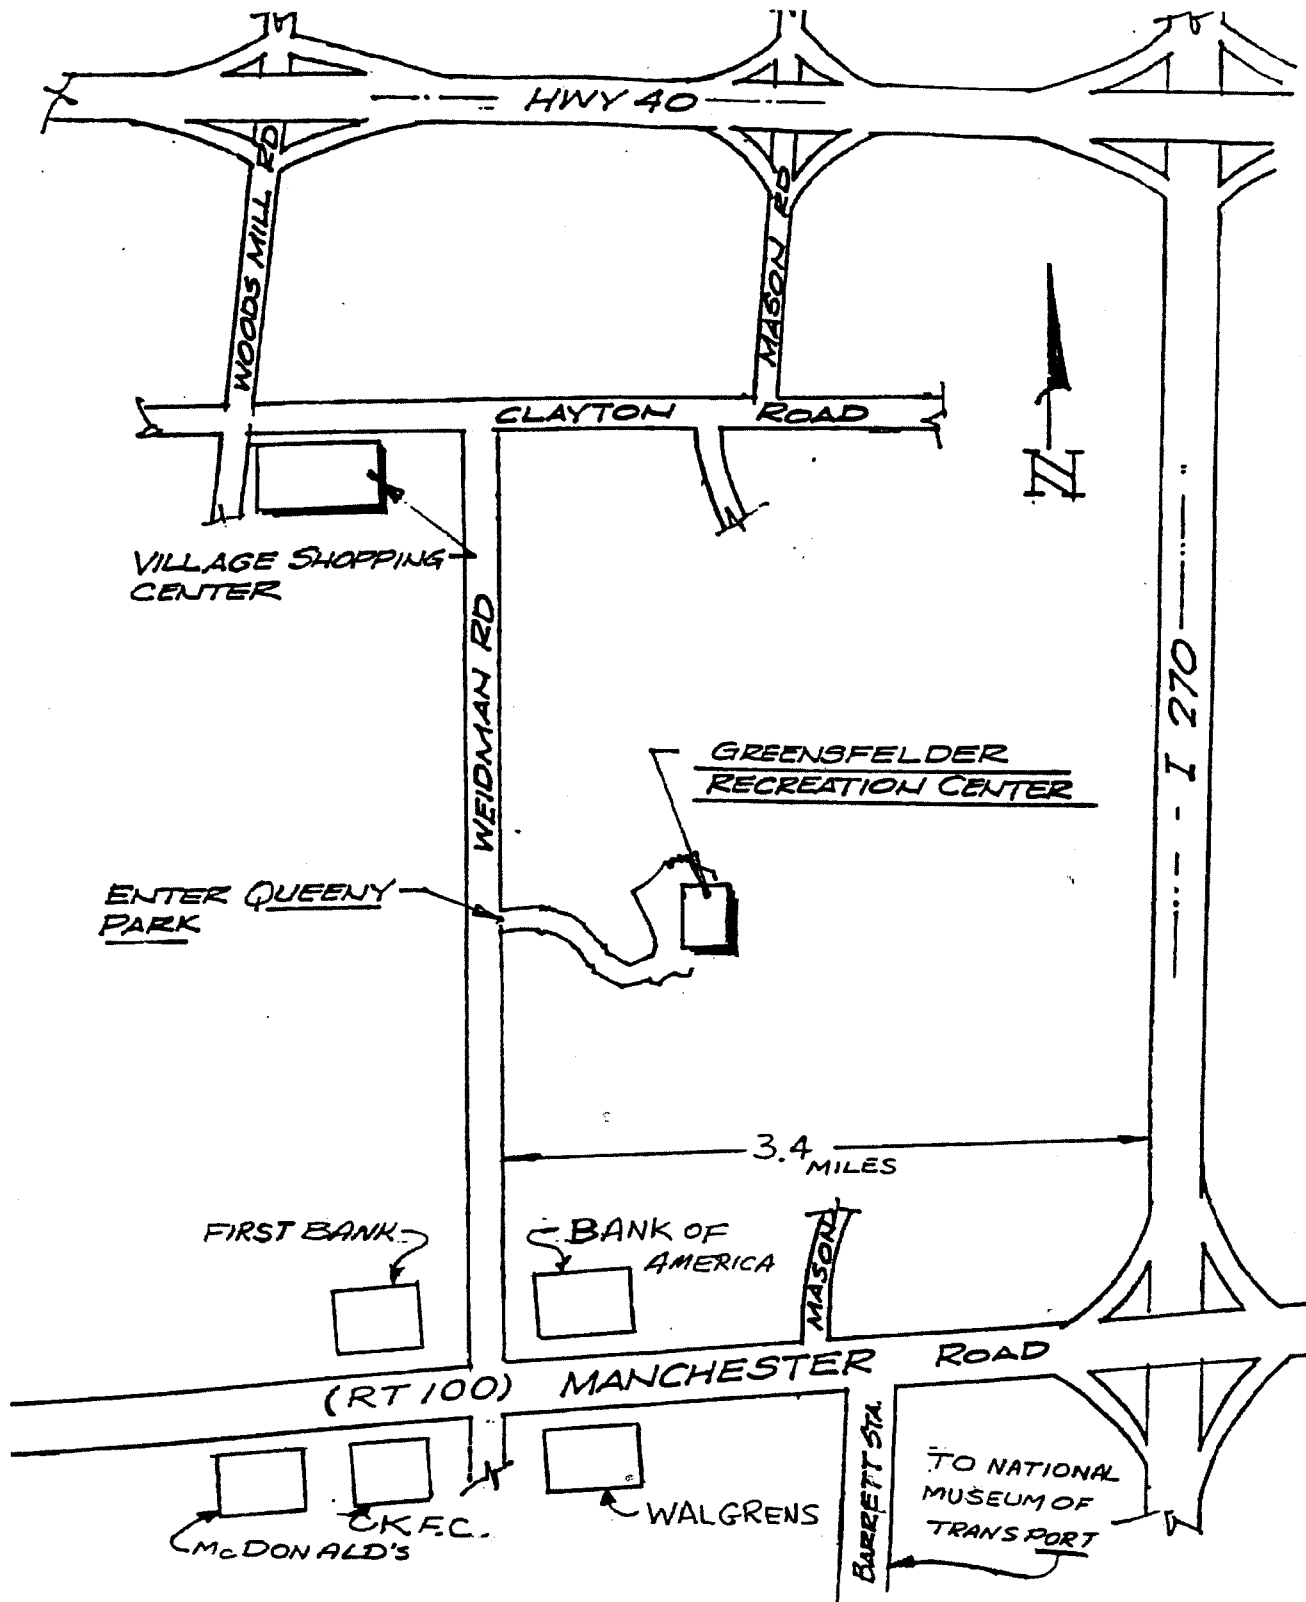 HWY 40
WOODS MILL RD
MASON RD
CLAYTON ROAD
N
VILLAGE SHOPPING
CENTER
WEIDMAN RD
I 270
GREENSFELDER
RECREATION CENTER
ENTER QUEENY
PARK
3.4 MILES
FIRST BANK
BANK OF
AMERICA
MASON
(RT 100) MANCHESTER ROAD
BARRETT STA.
TO NATIONAL
MUSEUM OF
TRANSPORT
WALGRENS
K.F.C.
McDONALD'S